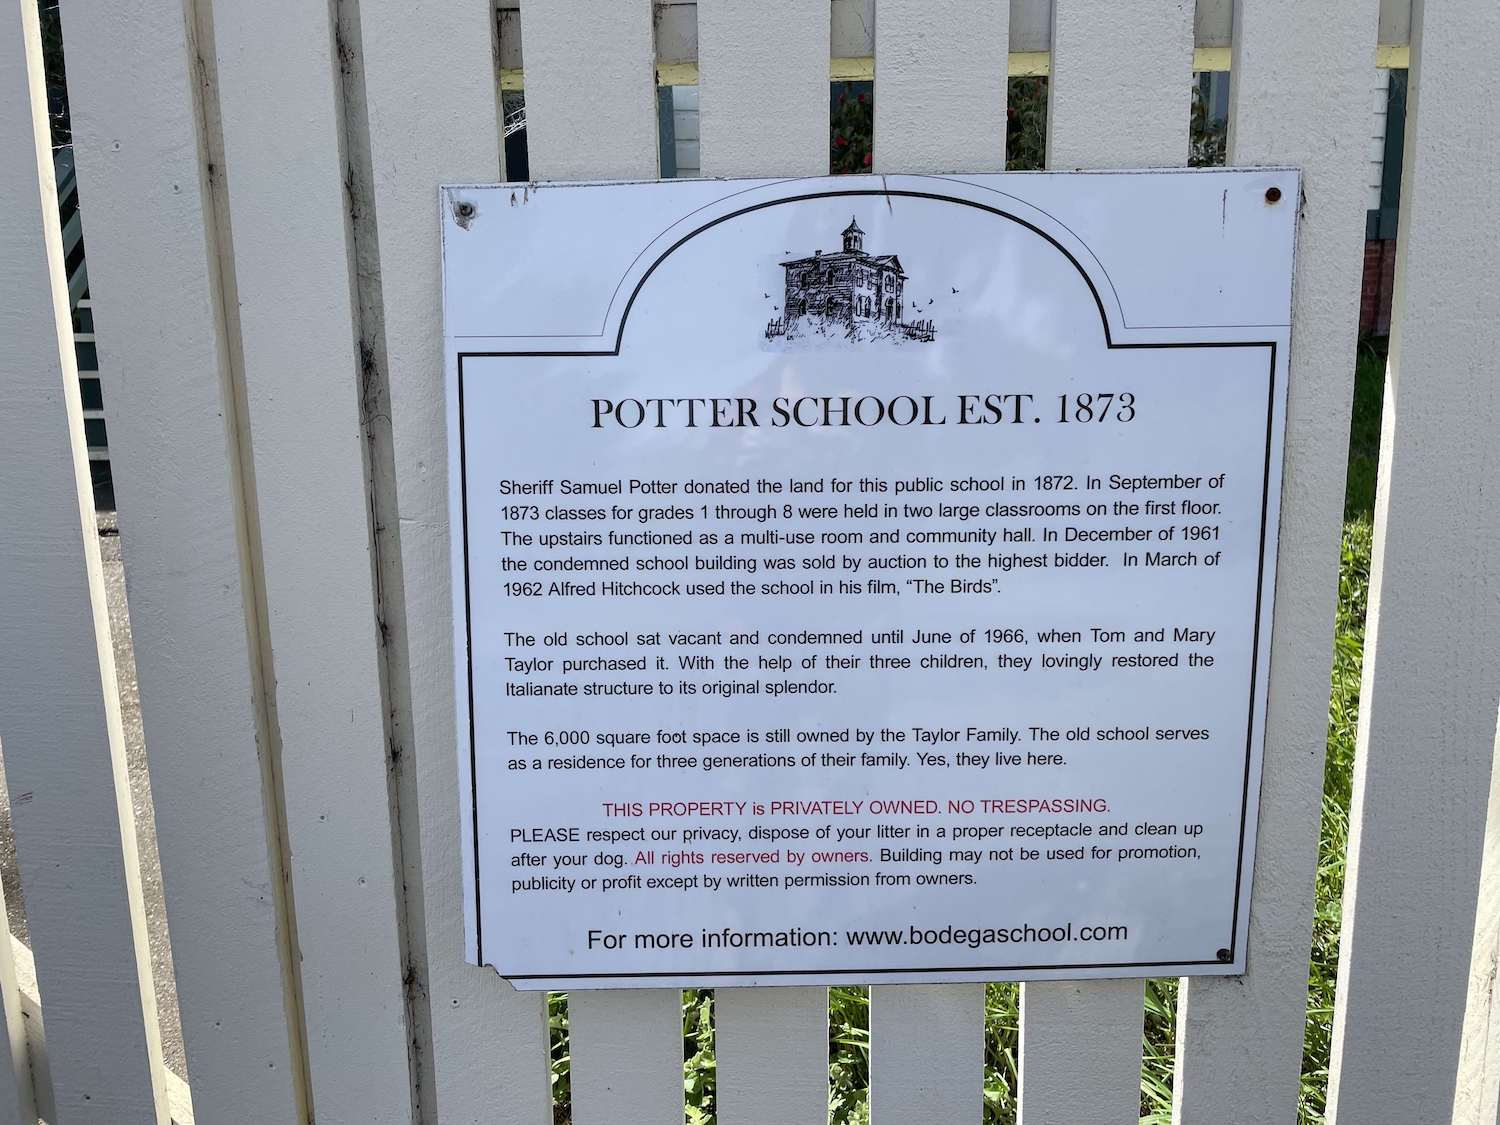 POTTER SCHOOL EST. 1873
Sheriff Samuel Potter donated the land for this public school in 1872. In September of
1873 classes for grades 1 through 8 were held in two large classrooms on the first floor.
The upstairs functioned as a multi-use room and community hall. In December of 1961
the condemned school building was sold by auction to the highest bidder. In March of
1962 Alfred Hitchcock used the school in his film, “The Birds”.
The old school sat vacant and condemned until June of 1966, when Tom and Mary
Taylor purchased it. With the help of their three children, they lovingly restored the
Italianate structure to its original splendor.
The 6,000 square foot space is still owned by the Taylor Family. The old school serves
as a residence for three generations of their family. Yes, they live here.
THIS PROPERTY is PRIVATELY OWNED. NO TRESPASSING.
PLEASE respect our privacy, dispose of your litter in a proper receptacle and clean up
after your dog. All rights reserved by owners. Building may not be used for promotion,
publicity or profit except by written permission from owners.
For more information: www.bodegaschool.com